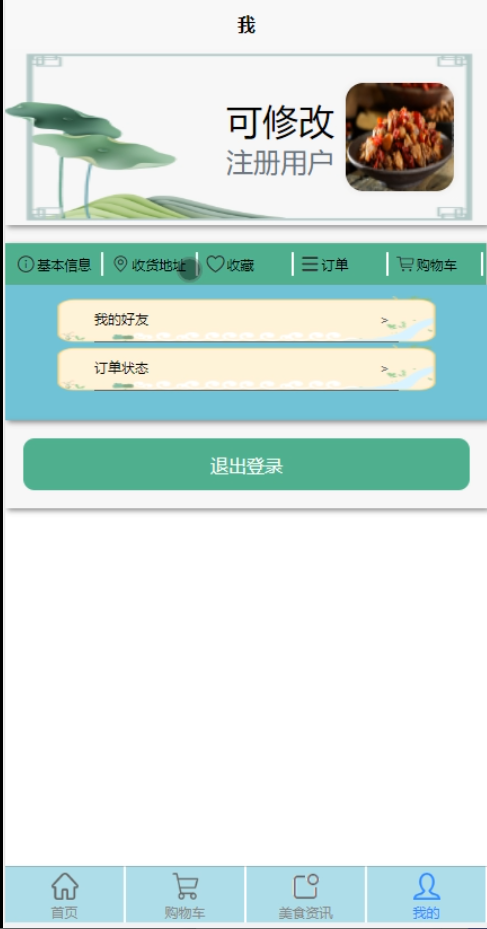 我
可修改
注册用户
基本信息 收货地址 收藏 订单 购物车
我的好友 >
订单状态 >
退出登录
首页 购物车 美食资讯 我的